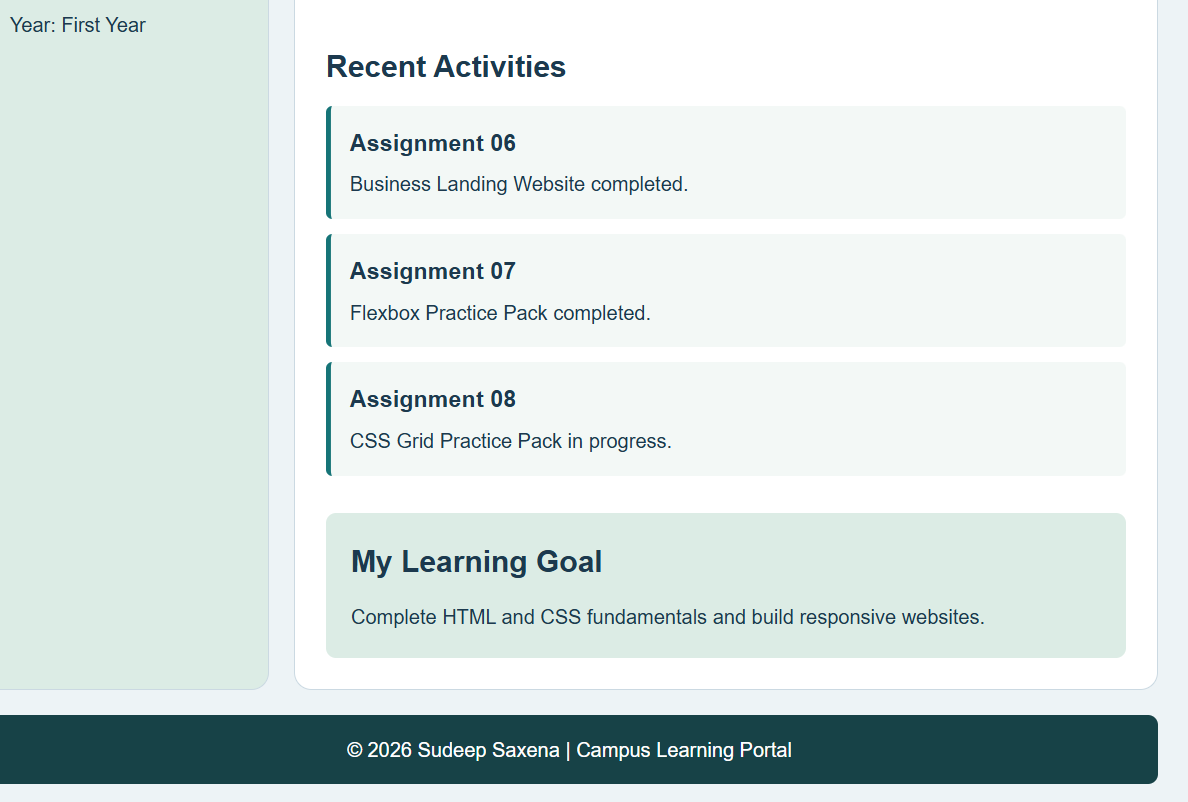 Year: First Year
Recent Activities
Assignment 06
Business Landing Website completed.
Assignment 07
Flexbox Practice Pack completed.
Assignment 08
CSS Grid Practice Pack in progress.
My Learning Goal
Complete HTML and CSS fundamentals and build responsive websites.
© 2026 Sudeep Saxena | Campus Learning Portal